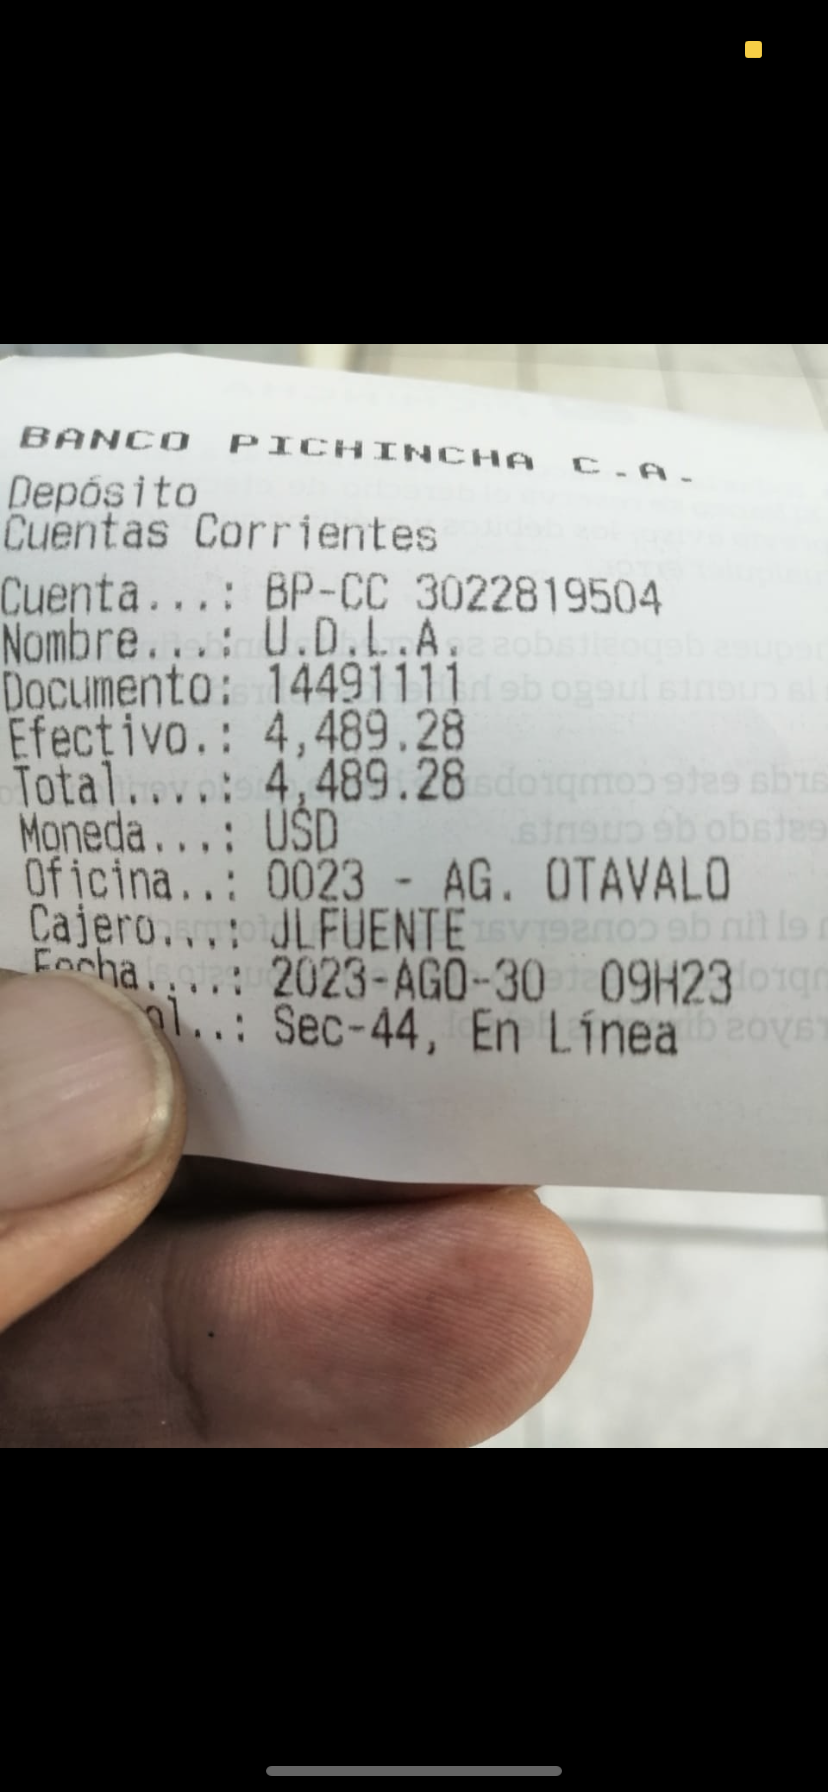 BANCO PICHINCHA C.A.
Depósito
Cuentas Corrientes
Cuenta...: BP-CC 3022819504
Nombre...: U.D.L.A.
Documento: 14491111
Efectivo.: 4,489.28
Total....: 4,489.28
Moneda...: USD
Oficina..: 0023 - AG. OTAVALO
Cajero...: JLFUENTE
Fecha....: 2023-AGO-30 09H23
..: Sec-44, En Línea